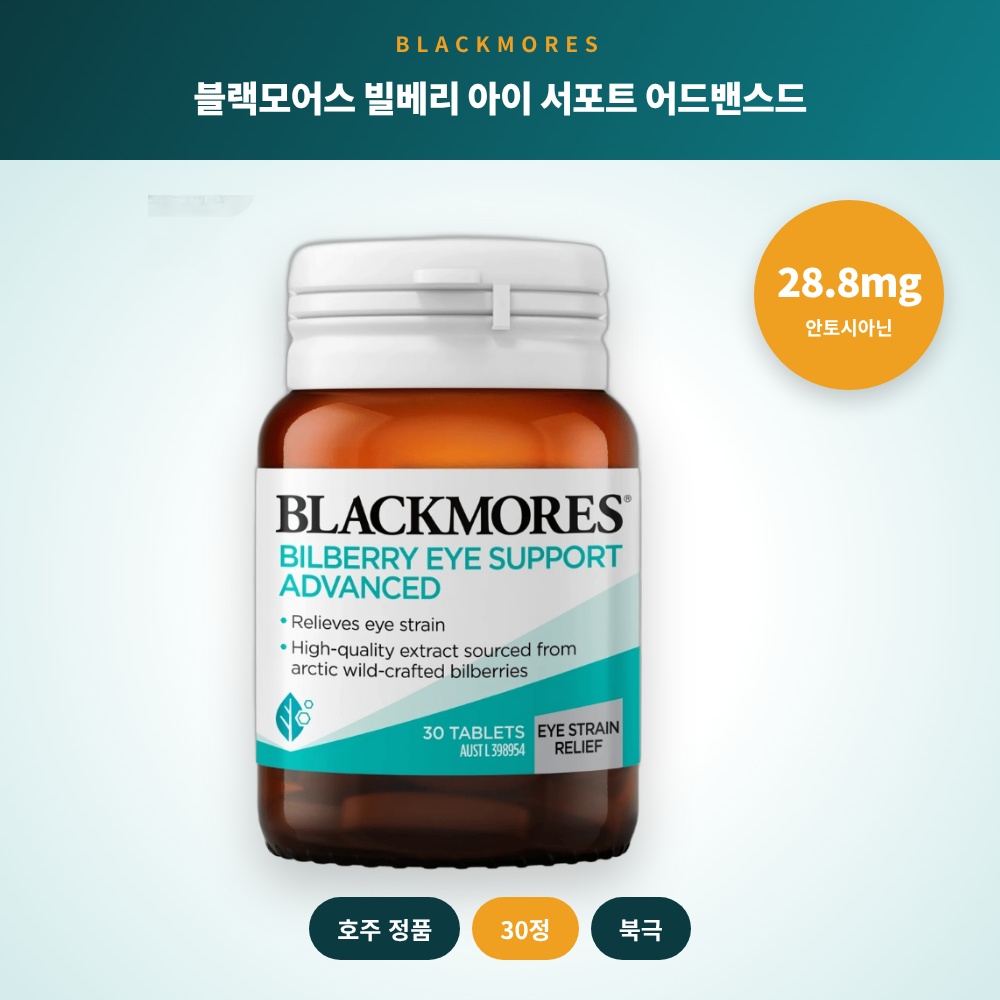 BLACKMORES
블랙모어스 빌베리 아이 서포트 어드밴스드
28.8mg
안토시아닌
BLACKMORES®
BILBERRY EYE SUPPORT
ADVANCED
• Relieves eye strain
• High-quality extract sourced from
arctic wild-crafted bilberries
30 TABLETS
AUST L 398954
EYE STRAIN
RELIEF
호주 정품
30정
북극